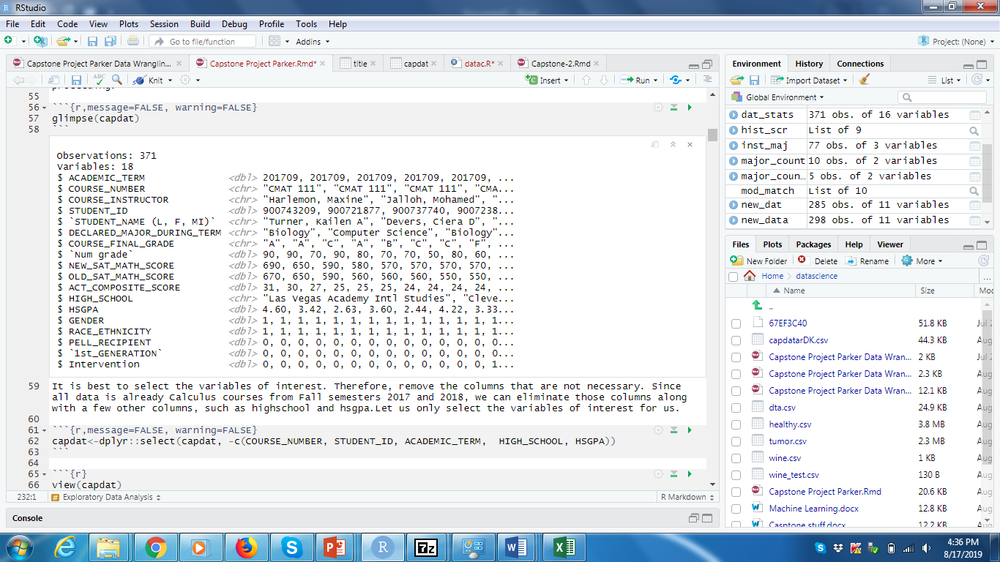 RStudio
File Edit Code View Plots Session Build Debug Profile Tools Help
Go to file/function
Addins
Project: (None)
Capstone Project Parker Data Wranglin...
Capstone Project Parker.Rmd*
title
capdat
datac.R*
Capstone-2.Rmd
ABC
Knit
Insert
Run
55
56 ```{r,message=FALSE, warning=FALSE}
57 glimpse(capdat)
58 ```
Observations: 371
Variables: 18
$ ACADEMIC_TERM <dbl> 201709, 201709, 201709, 201709, 201709, ...
$ COURSE_NUMBER <chr> "CMAT 111", "CMAT 111", "CMAT 111", "CMA...
$ COURSE_INSTRUCTOR <chr> "Harlemon, Maxine", "Jalloh, Mohamed", "...
$ STUDENT_ID <dbl> 900743209, 900721877, 900737740, 9007238...
$ `STUDENT_NAME (L, F, MI)` <chr> "Turner, Kailen A", "Devers, Ciera D", "...
$ DECLARED_MAJOR_DURING_TERM <chr> "Biology", "Computer Science", "Biology"...
$ COURSE_FINAL_GRADE <chr> "A", "A", "C", "A", "B", "C", "C", "F", ...
$ `Num grade` <dbl> 90, 90, 70, 90, 80, 70, 70, 50, 80, 60, ...
$ NEW_SAT_MATH_SCORE <dbl> 690, 650, 590, 580, 570, 570, 570, 570, ...
$ OLD_SAT_MATH_SCORE <dbl> 670, 650, 590, 560, 560, 560, 550, 550, ...
$ ACT_COMPOSITE_SCORE <dbl> 31, 30, 27, 25, 25, 25, 24, 24, 24, 24, ...
$ HIGH_SCHOOL <chr> "Las Vegas Academy Intl Studies", "Cleve...
$ HSGPA <dbl> 4.60, 3.42, 2.63, 3.60, 2.44, 4.22, 3.33...
$ GENDER <dbl> 1, 1, 1, 1, 1, 1, 1, 1, 1, 1, 1, 1, 1, 1...
$ RACE_ETHNICITY <dbl> 1, 1, 1, 1, 1, 1, 1, 1, 1, 1, 1, 1, 1, 1...
$ PELL_RECIPIENT <dbl> 0, 0, 0, 0, 0, 0, 0, 0, 0, 0, 0, 0, 0, 0...
$ `1st_GENERATION` <dbl> 0, 0, 0, 0, 0, 0, 0, 0, 0, 0, 0, 0, 0, 0...
$ Intervention <dbl> 0, 0, 0, 0, 0, 0, 0, 0, 0, 0, 0, 0, 0, 1...
59 It is best to select the variables of interest. Therefore, remove the columns that are not necessary. Since
all data is already Calculus courses from Fall semesters 2017 and 2018, we can eliminate those columns along
with a few other columns, such as highschool and hsgpa.Let us only select the variables of interest for us.
60
61 ```{r,message=FALSE, warning=FALSE}
62 capdat<-dplyr::select(capdat, -c(COURSE_NUMBER, STUDENT_ID, ACADEMIC_TERM,  HIGH_SCHOOL, HSGPA))
63 ```
64
65 ```{r}
66 view(capdat)
232:1 # Exploratory Data Analysis R Markdown
Console
Environment History Connections
Import Dataset List
Global Environment
dat_stats 371 obs. of 16 variables
hist_scr List of 9
inst_maj 77 obs. of 3 variables
major_count 10 obs. of 2 variables
major_coun... 5 obs. of 2 variables
mod_match List of 10
new_dat 285 obs. of 11 variables
new_data 298 obs. of 11 variables
Files Plots Packages Help Viewer
New Folder Delete Rename More
Home datascience ...
Name Size Moc
..
67EF3C40 51.8 KB Jul 2
capdatarDK.csv 44.3 KB Aug
Capstone Project Parker Data Wran... 2 KB Jul 2
Capstone Project Parker Data Wran... 2.3 KB Aug
Capstone Project Parker Data Wran... 12.1 KB Aug
dta.csv 24.9 KB Aug
healthy.csv 3.8 MB Aug
tumor.csv 2.3 MB Aug
wine.csv 1 KB Aug
wine_test.csv 130 B Aug
Capstone Project Parker.Rmd 20.6 KB Aug
Machine Learning.docx 12.8 KB Aug
Casptone stuff.docx 12.2 KB Aug
7z
4:36 PM
8/17/2019